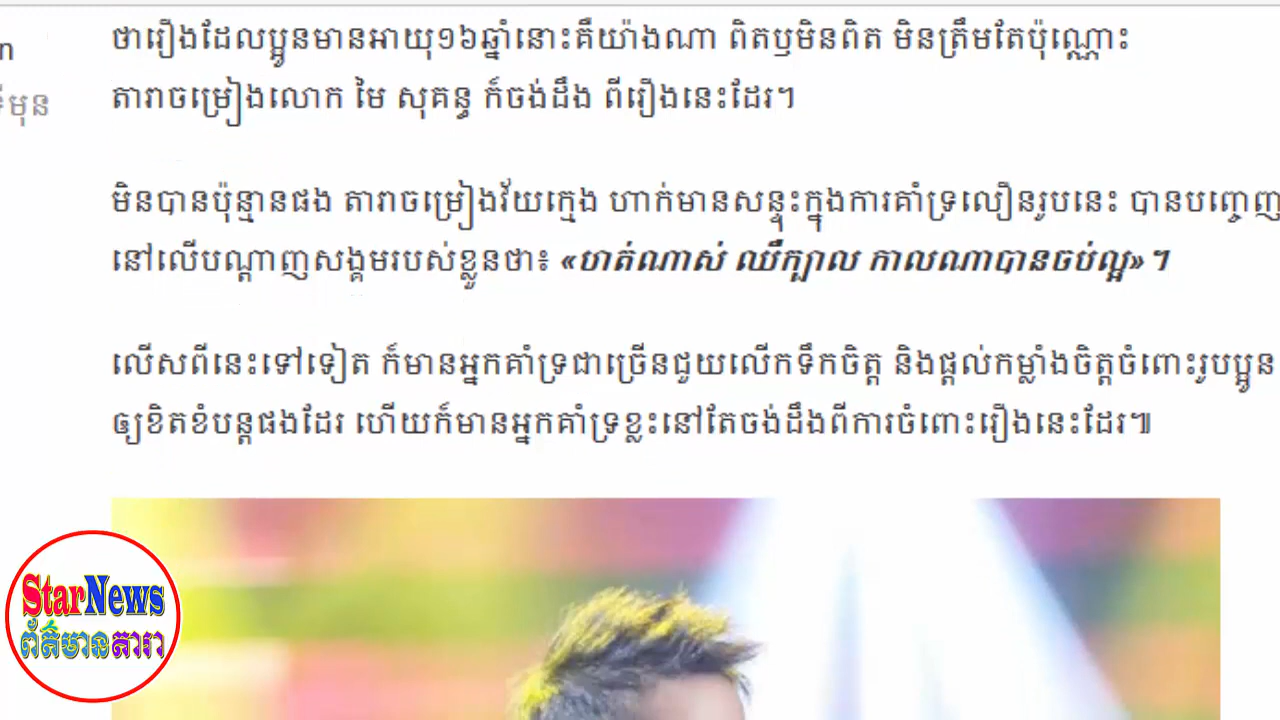 ថារឿងដែលប្អូនមានអាយុ១៦ឆ្នាំនោះគឺយ៉ាងណា ពិតឫមិនពិត មិនត្រឹមតែប៉ុណ្ណោះ
តារាចម្រៀងលោក មៃ សុគន្ធ ក៏ចង់ដឹង ពីរឿងនេះដែរ។
មិនបានប៉ុន្មានផង តារាចម្រៀងវ័យក្មេង ហាក់មានសន្ទុះក្នុងការគាំទ្រលឿនរូបនេះ បានបញ្ចេញ
នៅលើបណ្ដាញសង្គមរបស់ខ្លួនថា៖ «ហត់ណាស់ ឈឺក្បាល កាលណាបានចប់ល្អ»។
លើសពីនេះទៅទៀត ក៏មានអ្នកគាំទ្រជាច្រើនជួយលើកទឹកចិត្ត និងផ្ដល់កម្លាំងចិត្តចំពោះរូបប្អូន
ឲ្យខិតខំបន្តផងដែរ ហើយក៏មានអ្នកគាំទ្រខ្លះនៅតែចង់ដឹងពីការចំពោះរឿងនេះដែរ៕
StarNews
ព័ត៌មានតារា